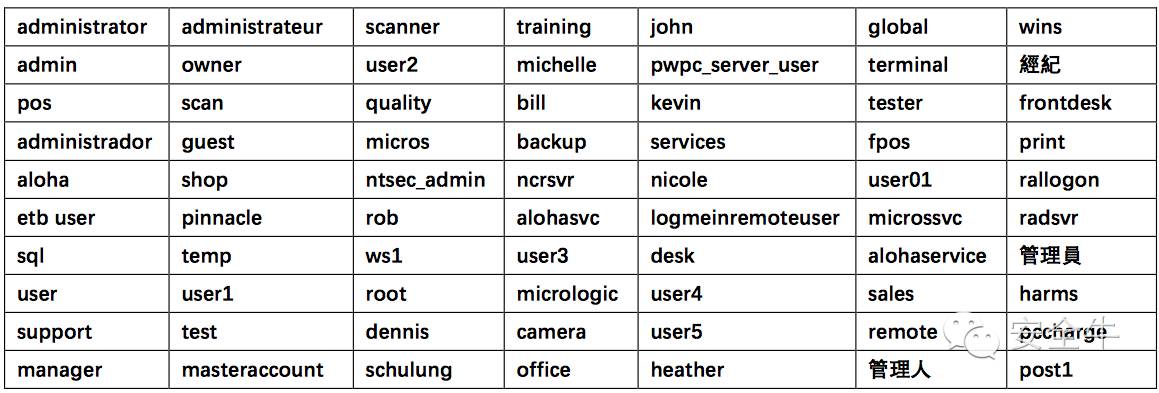 administrator administrateur scanner training john global wins
admin owner user2 michelle pwpc_server_user terminal 經紀
pos scan quality bill kevin tester frontdesk
administrador guest micros backup services fpos print
aloha shop ntsec_admin ncrsvr nicole user01 rallogon
etb user pinnacle rob alohasvc logmeinremoteuser microssvc radsvr
sql temp ws1 user3 desk alohaservice 管理員
user user1 root micrologic user4 sales harms
support test dennis camera user5 remote pccharge
安全牛
manager masteraccount schulung office heather 管理人 post1